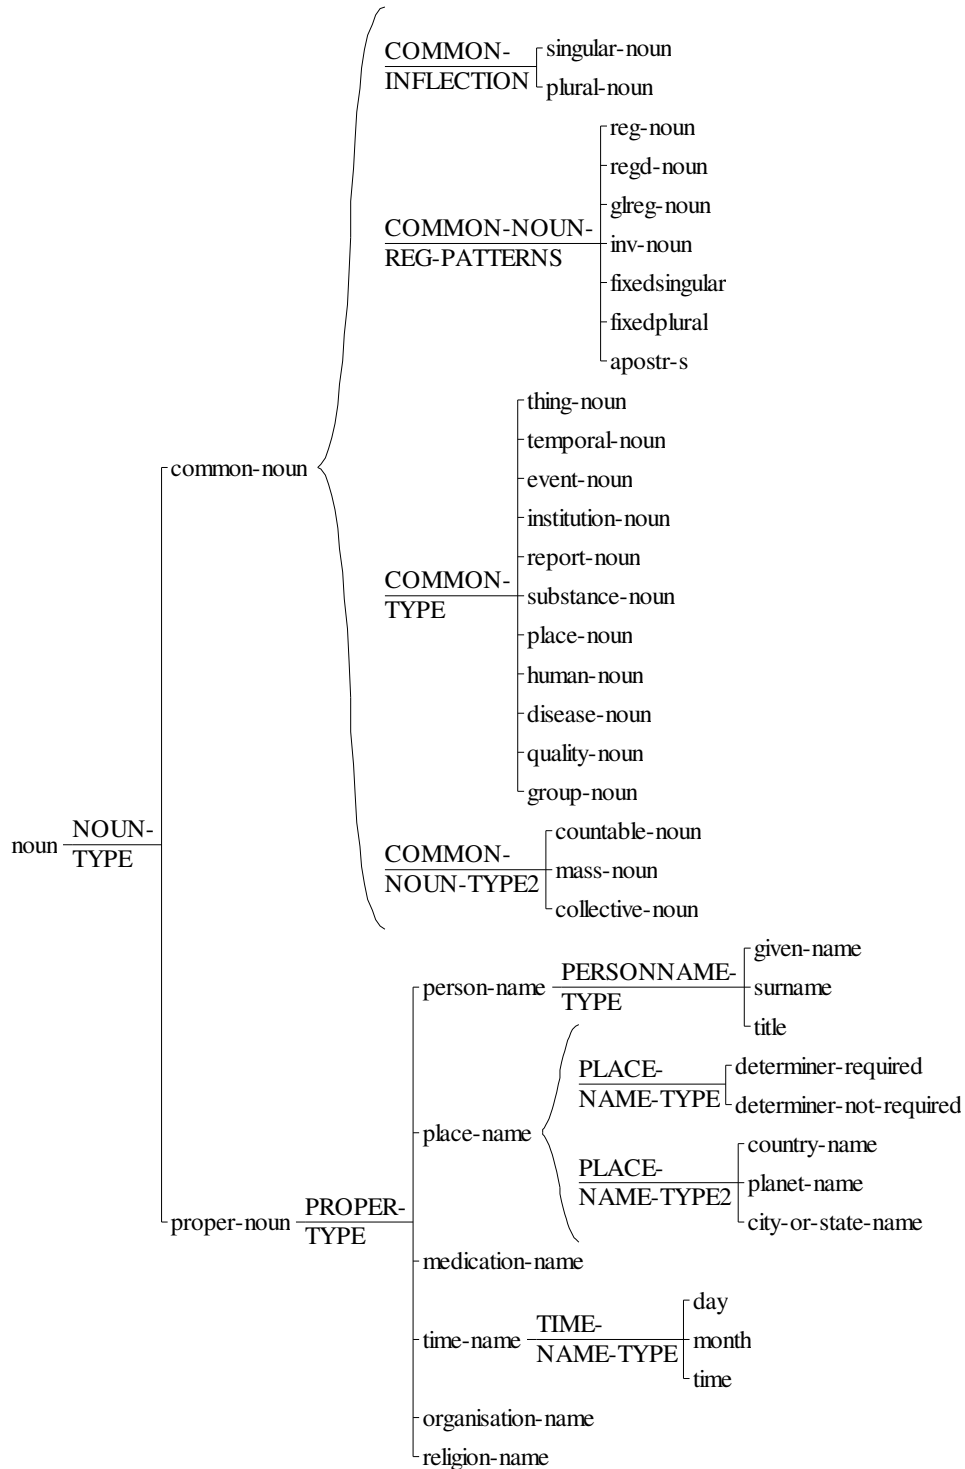 COMMON-
INFLECTION
singular-noun
plural-noun
COMMON-NOUN-
REG-PATTERNS
reg-noun
regd-noun
glreg-noun
inv-noun
fixedsingular
fixedplural
apostr-s
common-noun
COMMON-
TYPE
thing-noun
temporal-noun
event-noun
institution-noun
report-noun
substance-noun
place-noun
human-noun
disease-noun
quality-noun
group-noun
noun
NOUN-
TYPE
COMMON-
NOUN-TYPE2
countable-noun
mass-noun
collective-noun
person-name
PERSONNAME-
TYPE
given-name
surname
title
place-name
PLACE-
NAME-TYPE
determiner-required
determiner-not-required
PLACE-
NAME-TYPE2
country-name
planet-name
city-or-state-name
proper-noun
PROPER-
TYPE
medication-name
time-name
TIME-
NAME-TYPE
day
month
time
organisation-name
religion-name